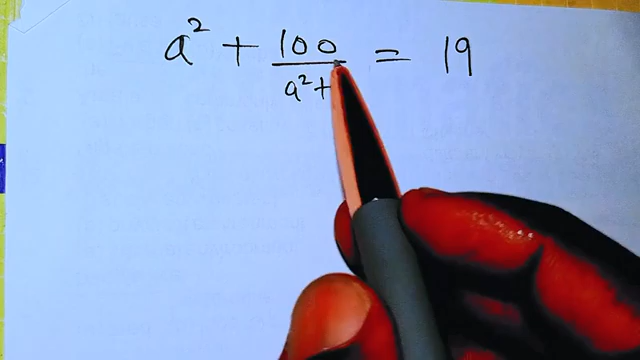 a² + 100/a²+ = 19